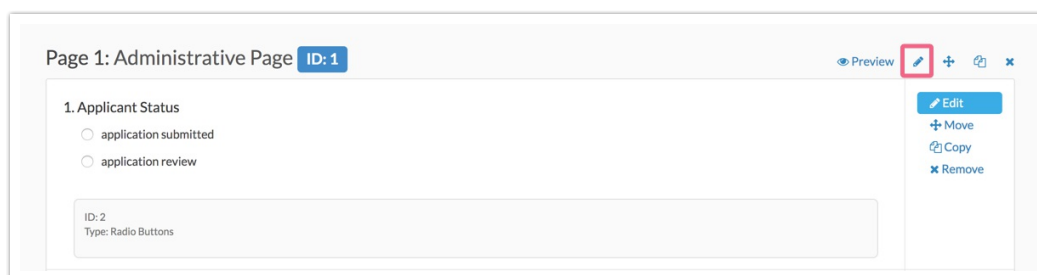 Page 1: Administrative Page ID: 1
Preview
1. Applicant Status
application submitted
application review
Edit
Move
Copy
Remove
ID: 2
Type: Radio Buttons